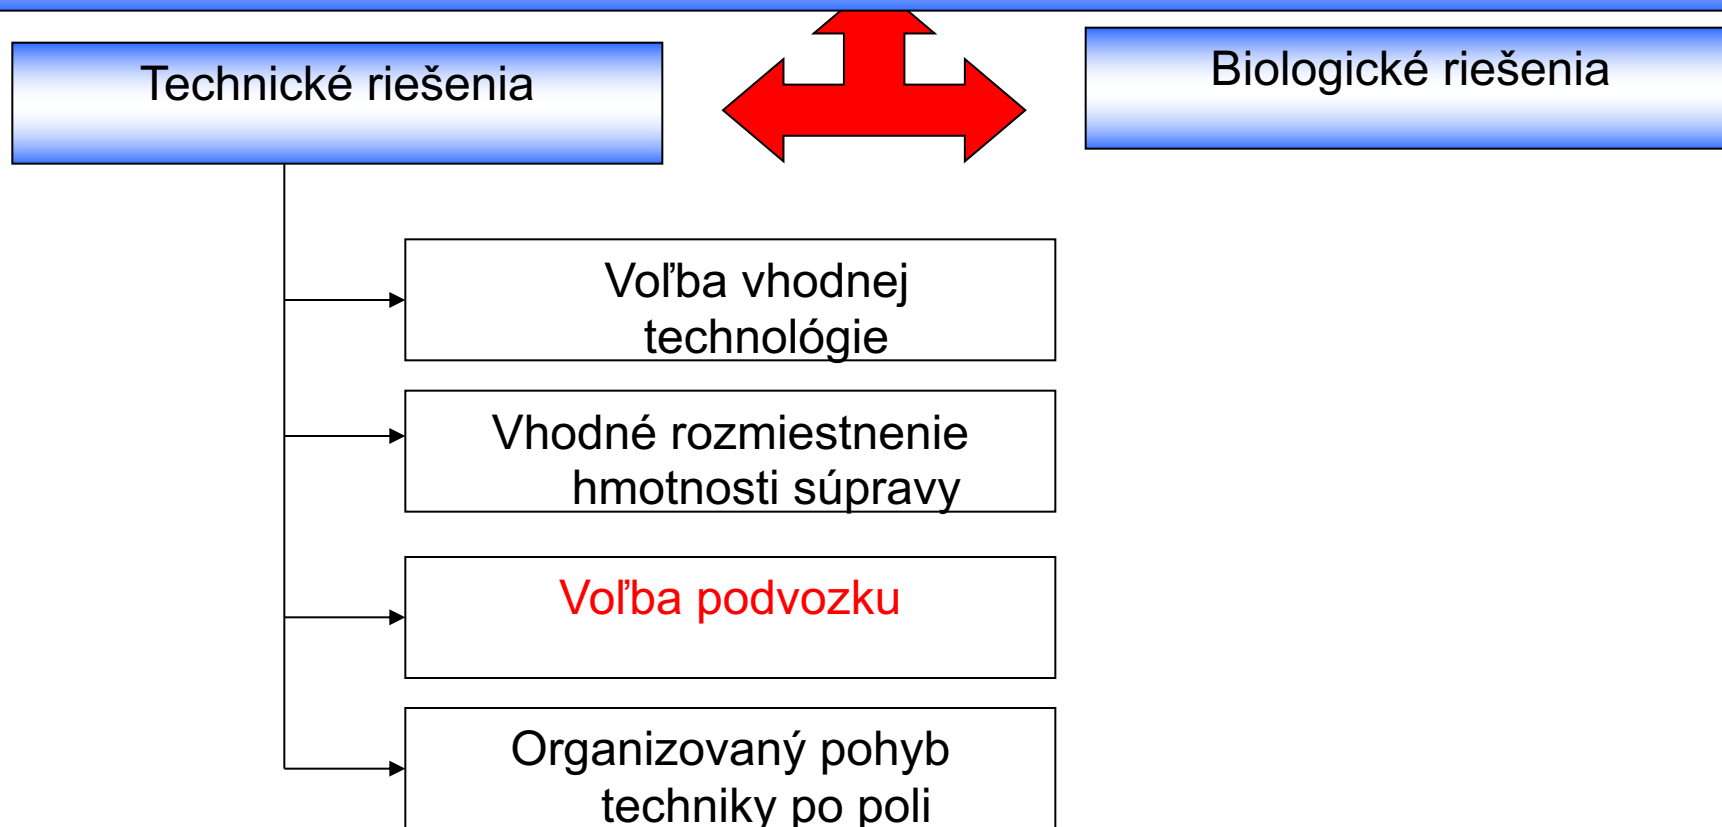 Technické riešenia
Biologické riešenia
Voľba vhodnej
technológie
Vhodné rozmiestnenie
hmotnosti súpravy
Voľba podvozku
Organizovaný pohyb
techniky po poli